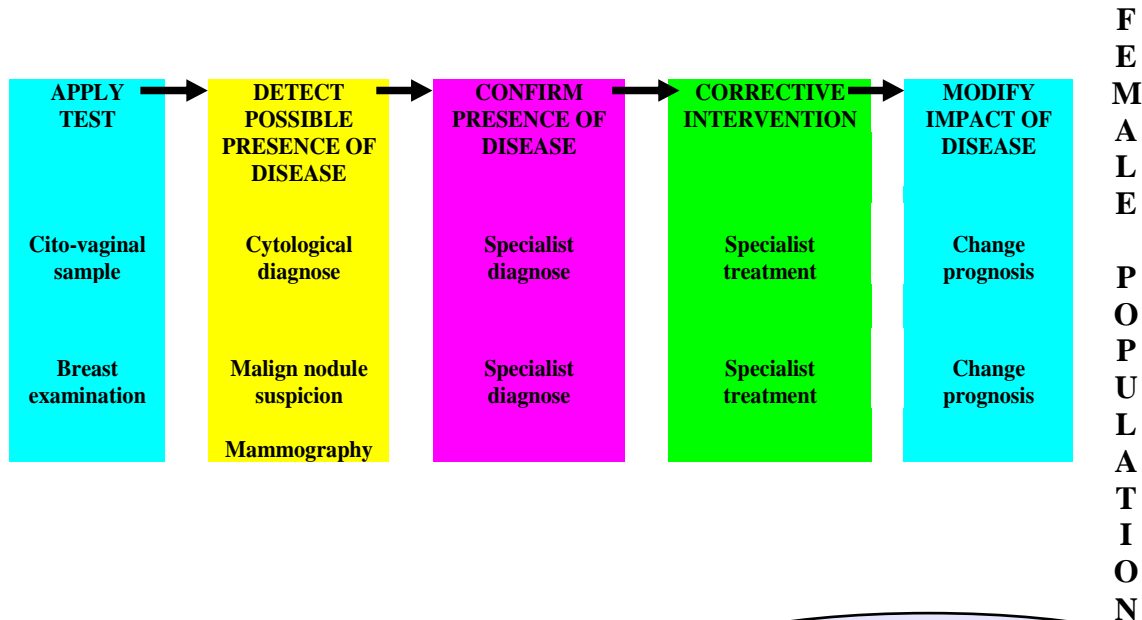 APPLY
TEST
DETECT
POSSIBLE
PRESENCE OF
DISEASE
CONFIRM
PRESENCE OF
DISEASE
CORRECTIVE
INTERVENTION
MODIFY
IMPACT OF
DISEASE
Cito-vaginal
sample
Cytological
diagnose
Specialist
diagnose
Specialist
treatment
Change
prognosis
Breast
examination
Malign nodule
suspicion
Mammography
Specialist
diagnose
Specialist
treatment
Change
prognosis
F
E
M
A
L
E
P
O
P
U
L
A
T
I
O
N